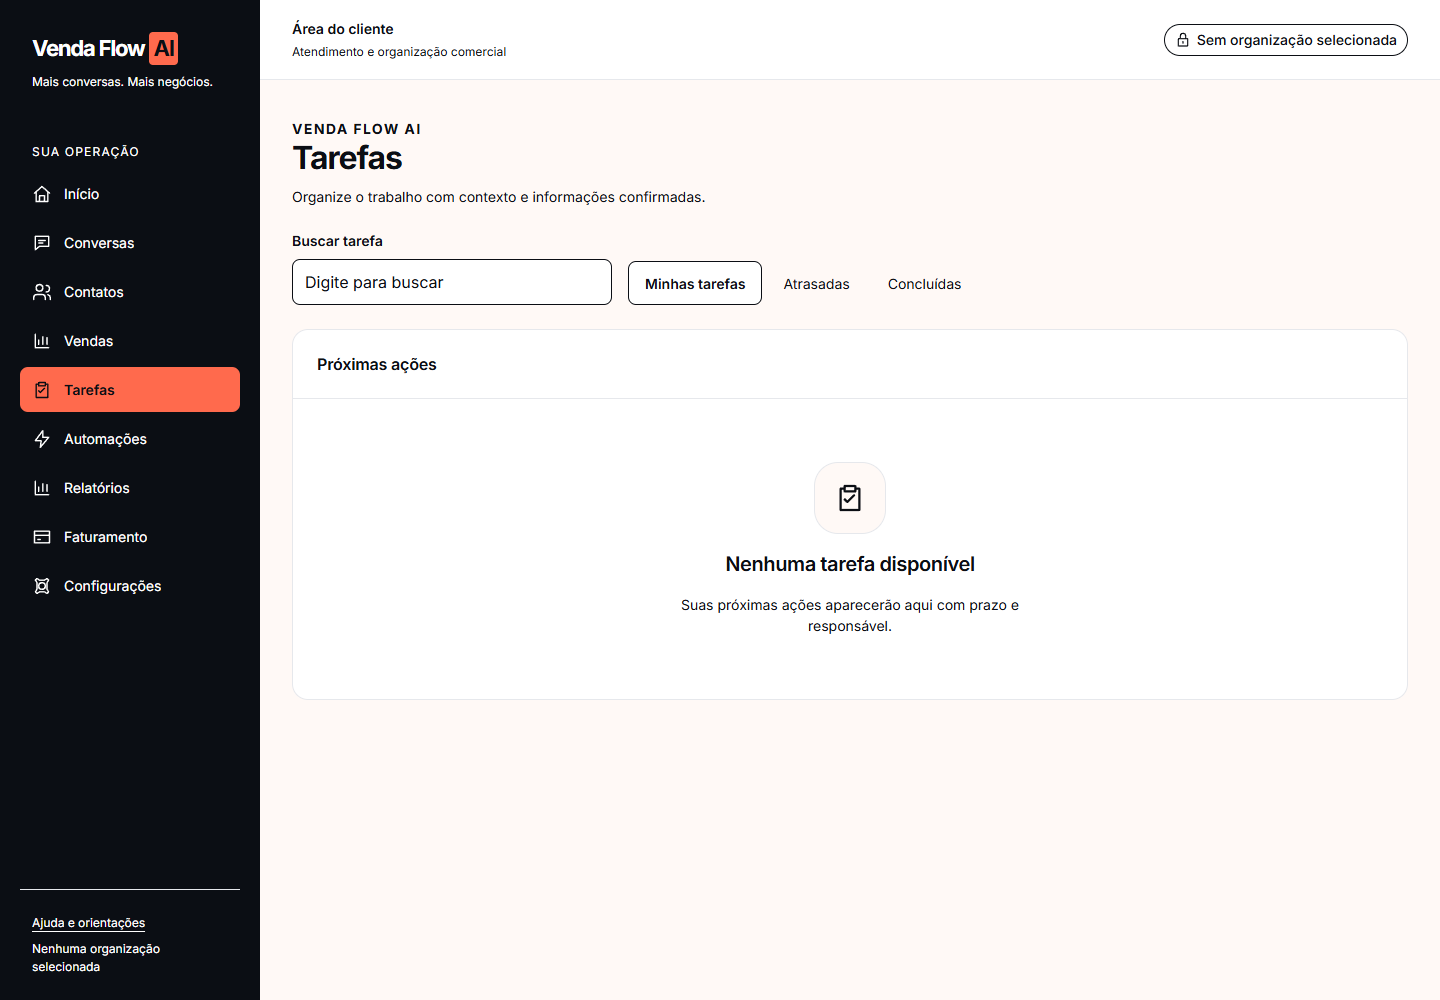 Venda Flow AI
Mais conversas. Mais negócios.
SUA OPERAÇÃO
Início
Conversas
Contatos
Vendas
Tarefas
Automações
Relatórios
Faturamento
Configurações
Ajuda e orientações
Nenhuma organização
selecionada
Área do cliente
Atendimento e organização comercial
Sem organização selecionada
VENDA FLOW AI
Tarefas
Organize o trabalho com contexto e informações confirmadas.
Buscar tarefa
Digite para buscar
Minhas tarefas
Atrasadas
Concluídas
Próximas ações
Nenhuma tarefa disponível
Suas próximas ações aparecerão aqui com prazo e
responsável.